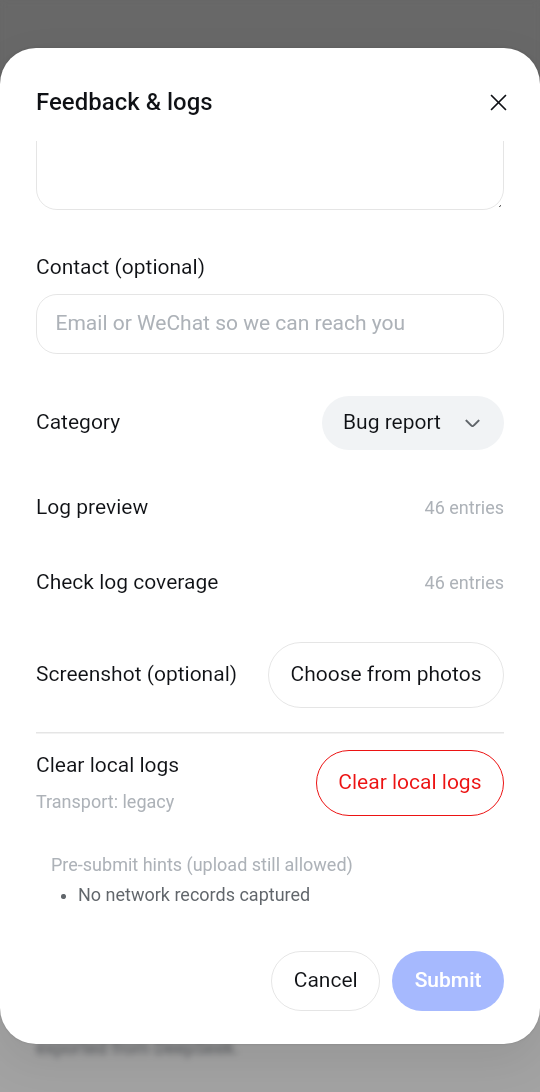 Feedback & logs
Contact (optional)
Email or WeChat so we can reach you
Category
Bug report
Log preview
46 entries
Check log coverage
46 entries
Screenshot (optional)
Choose from photos
Clear local logs
Transport: legacy
Clear local logs
Pre-submit hints (upload still allowed)
• No network records captured
Cancel
Submit